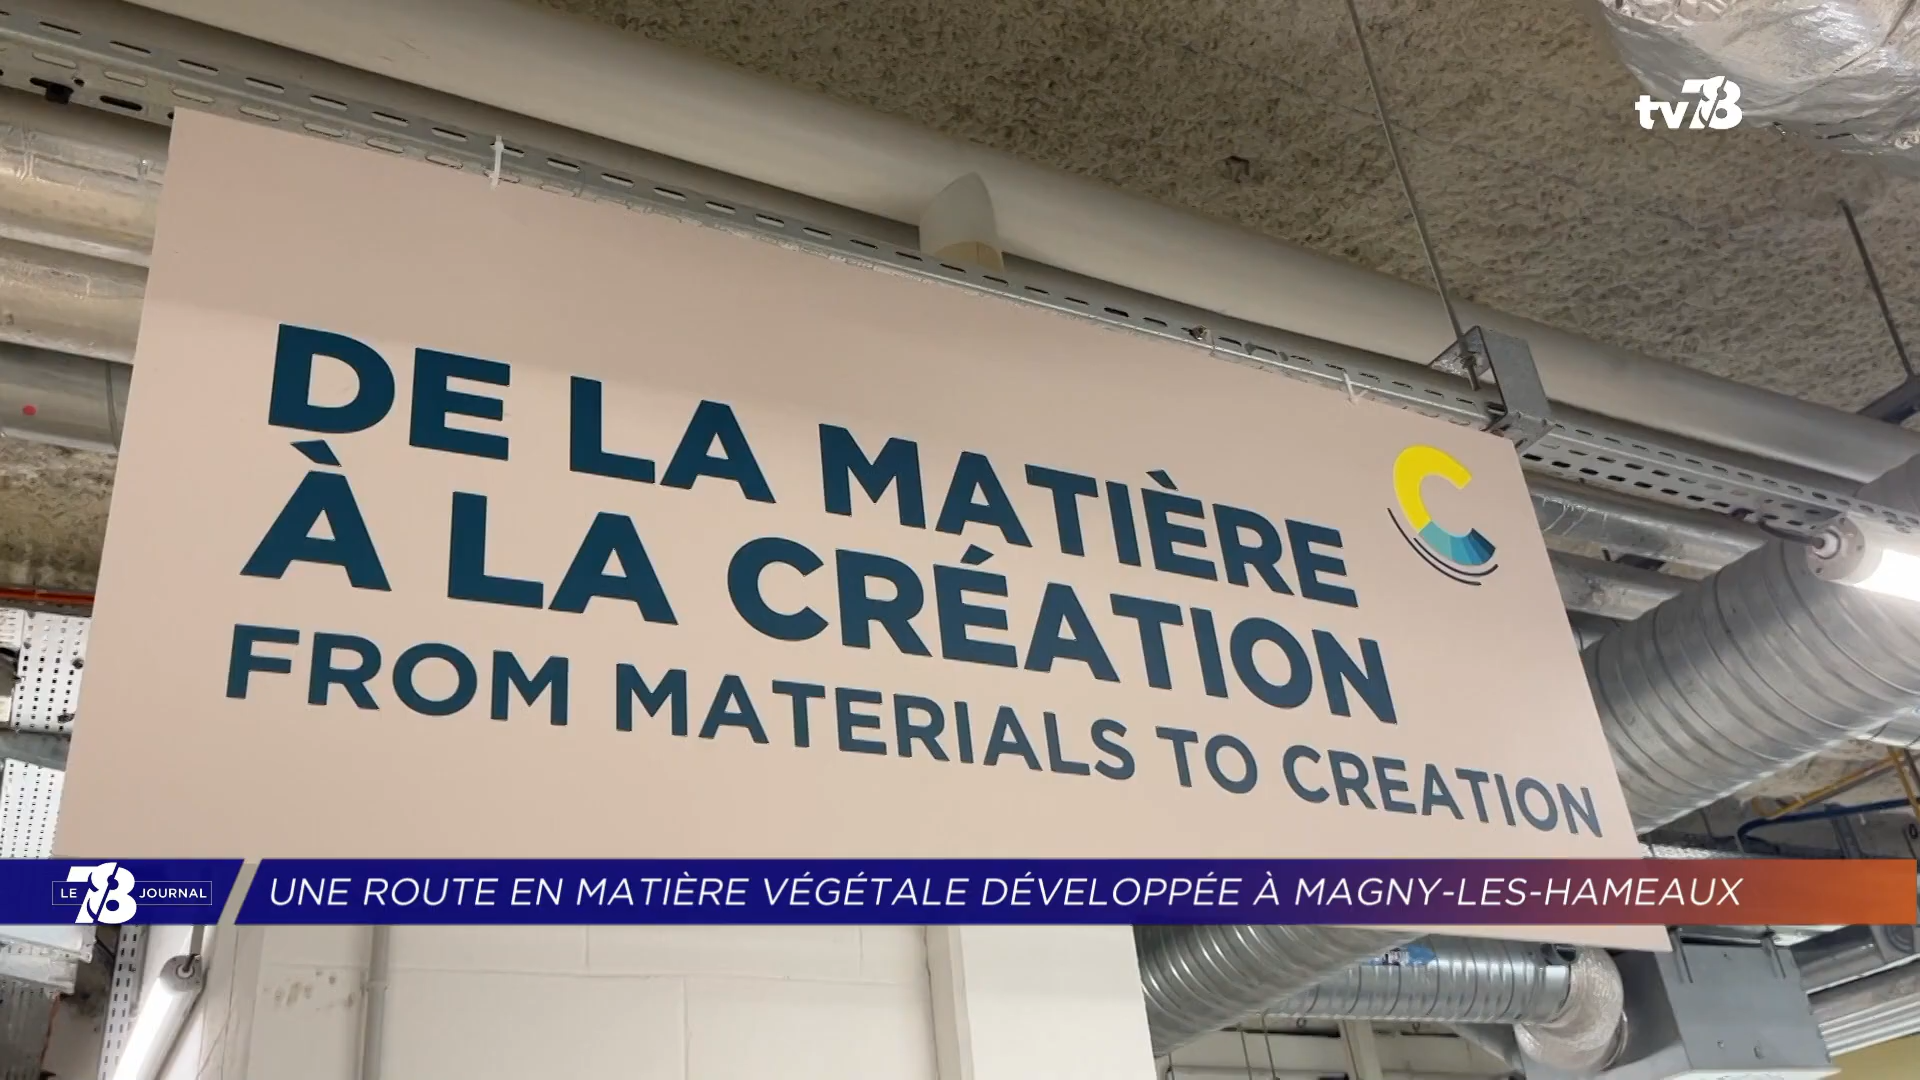 tv78
DE LA MATIÈRE
À LA CRÉATION
FROM MATERIALS TO CREATION
LE 78 JOURNAL
UNE ROUTE EN MATIÈRE VÉGÉTALE DÉVELOPPÉE À MAGNY-LES-HAMEAUX